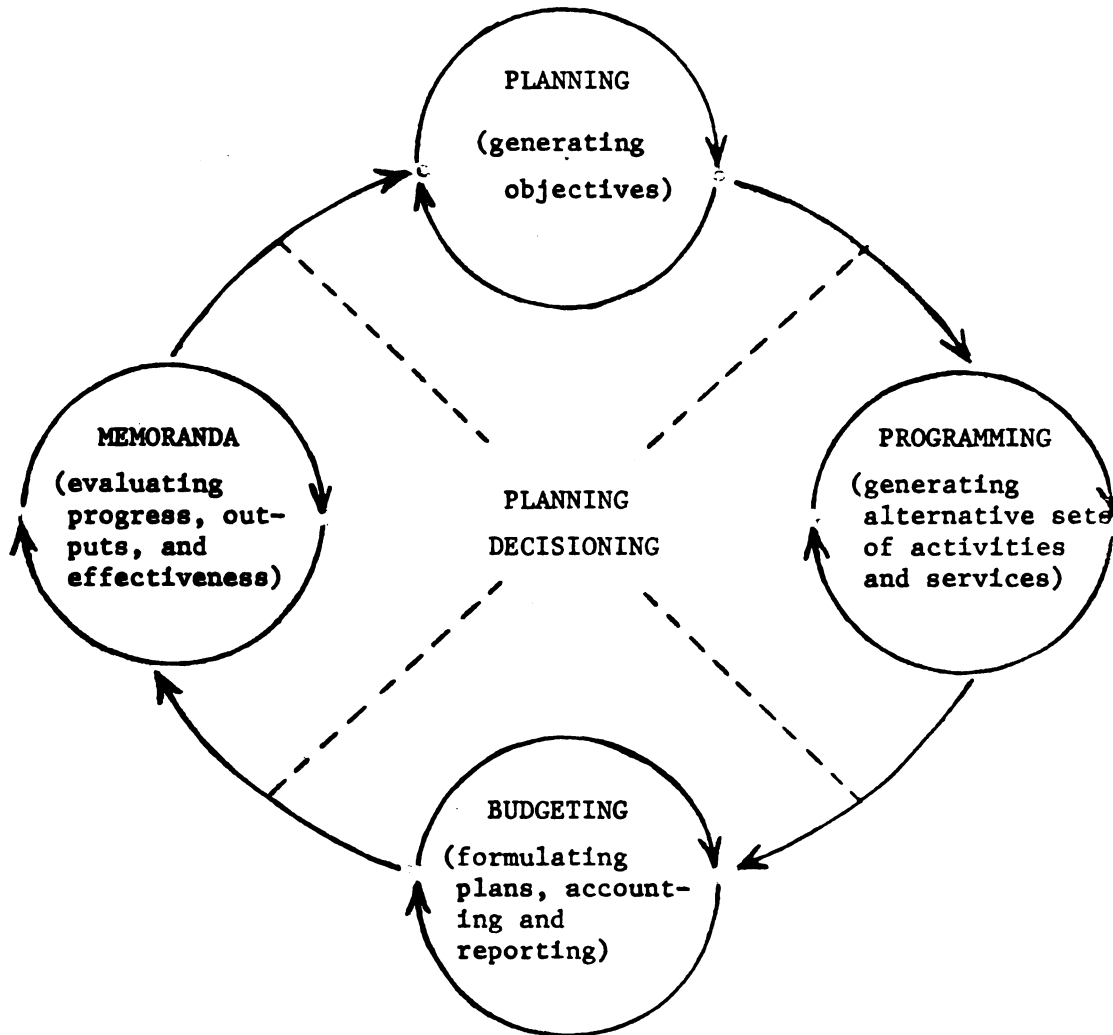 PLANNING
(generating
objectives)
MEMORANDA
(evaluating
progress, out-
puts, and
effectiveness)
PLANNING
DECISIONING
PROGRAMMING
(generating
alternative sets
of activities
and services)
BUDGETING
(formulating
plans, account-
ing and
reporting)